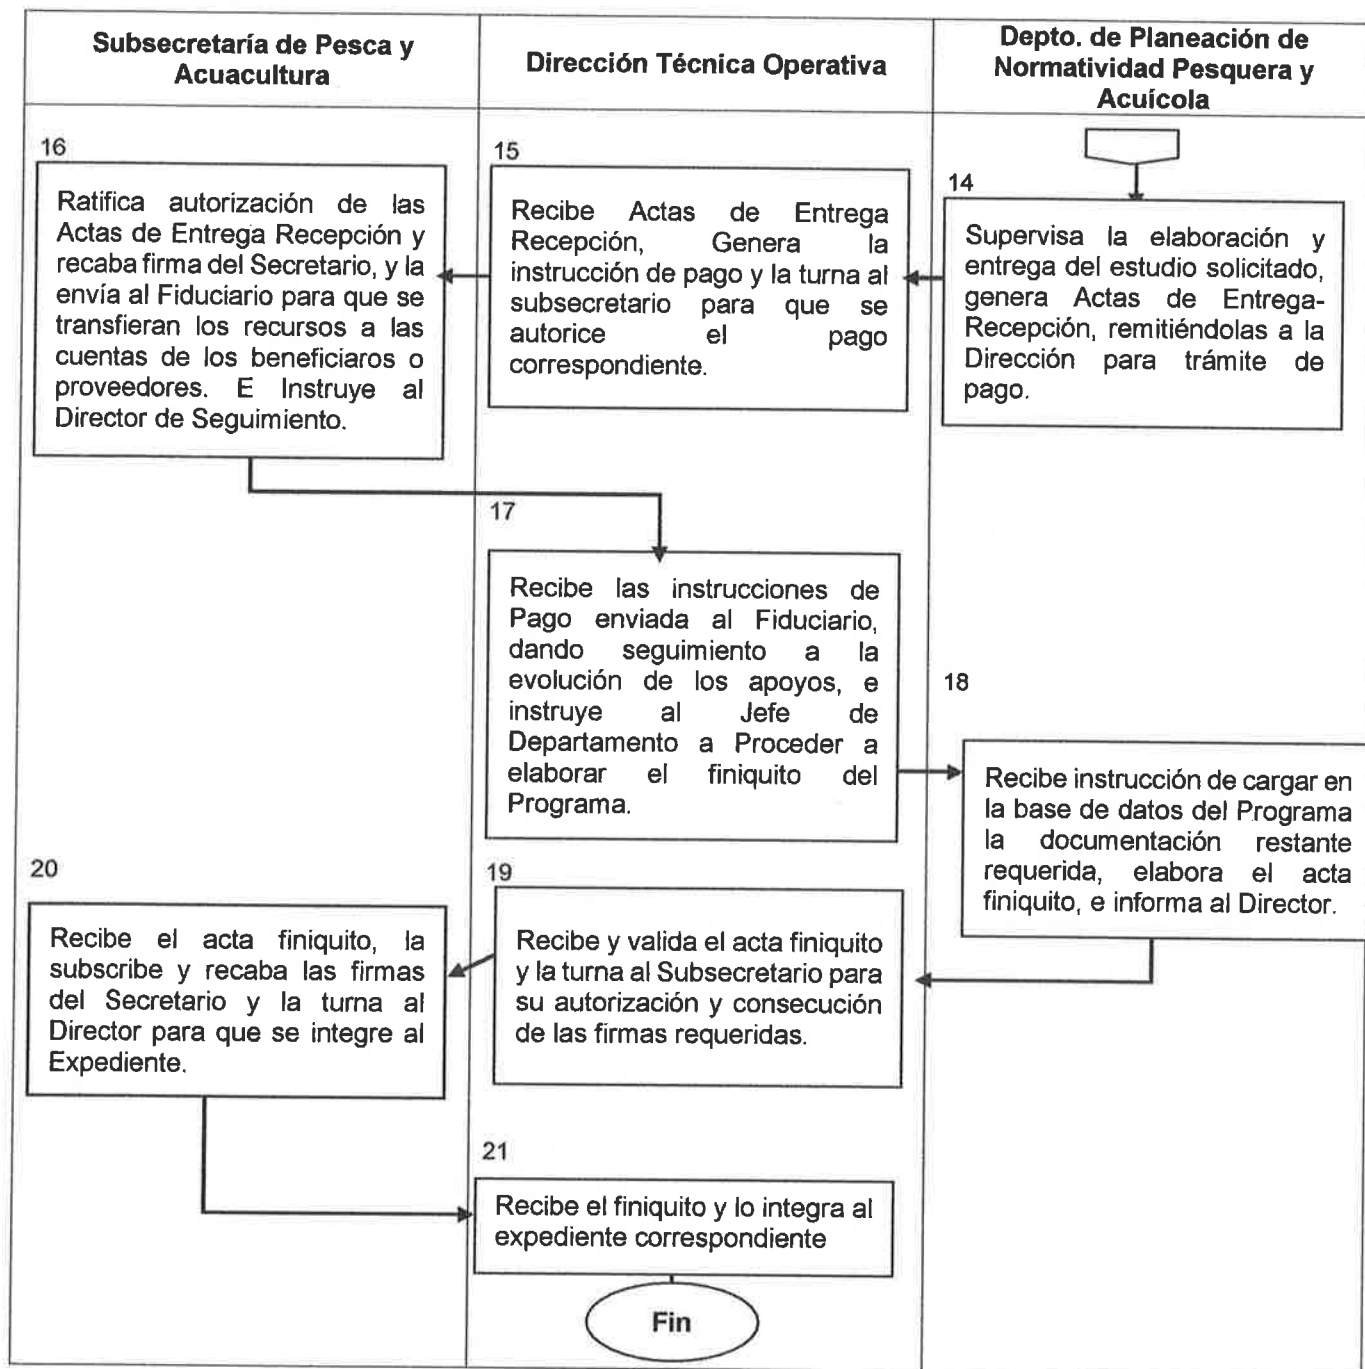 Subsecretaría de Pesca y
Acuacultura
Dirección Técnica Operativa
Depto. de Planeación de
Normatividad Pesquera y
Acuícola
14
Supervisa la elaboración y
entrega del estudio solicitado,
genera Actas de Entrega-
Recepción, remitiéndolas a la
Dirección para trámite de
pago.
15
Recibe Actas de Entrega
Recepción, Genera la
instrucción de pago y la turna al
subsecretario para que se
autorice el pago
correspondiente.
16
Ratifica autorización de las
Actas de Entrega Recepción y
recaba firma del Secretario, y la
envía al Fiduciario para que se
transfieran los recursos a las
cuentas de los beneficiaros o
proveedores. E Instruye al
Director de Seguimiento.
17
Recibe las instrucciones de
Pago enviada al Fiduciario,
dando seguimiento a la
evolución de los apoyos, e
instruye al Jefe de
Departamento a Proceder a
elaborar el finiquito del
Programa.
18
Recibe instrucción de cargar en
la base de datos del Programa
la documentación restante
requerida, elabora el acta
finiquito, e informa al Director.
19
Recibe y valida el acta finiquito
y la turna al Subsecretario para
su autorización y consecución
de las firmas requeridas.
20
Recibe el acta finiquito, la
subscribe y recaba las firmas
del Secretario y la turna al
Director para que se integre al
Expediente.
21
Recibe el finiquito y lo integra al
expediente correspondiente
Fin